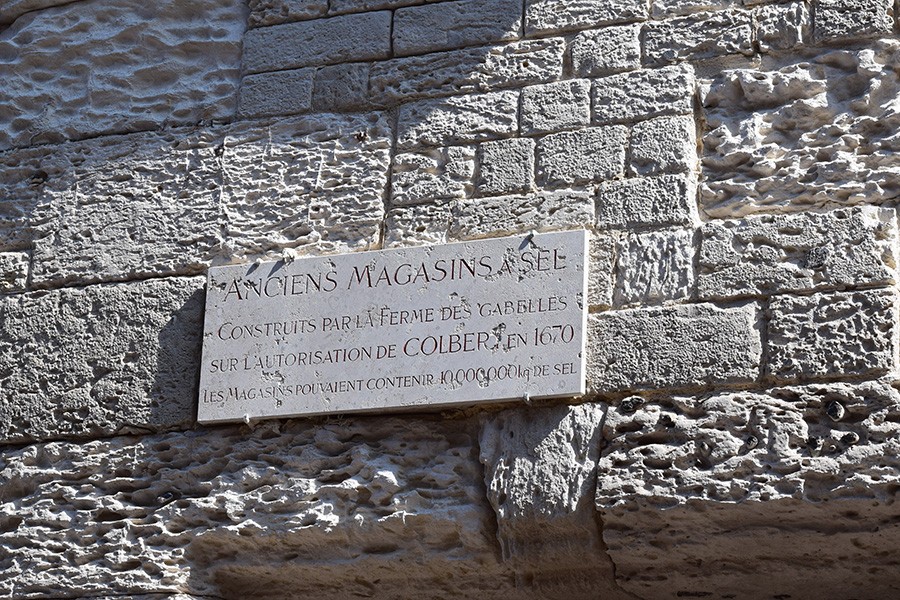 ANCIENS MAGASINS A SEL
CONSTRUITS PAR LA FERME DES GABELLES
SUR L'AUTORISATION DE COLBERT EN 1670
LES MAGASINS POUVAIENT CONTENIR 10.000.000 kg DE SEL